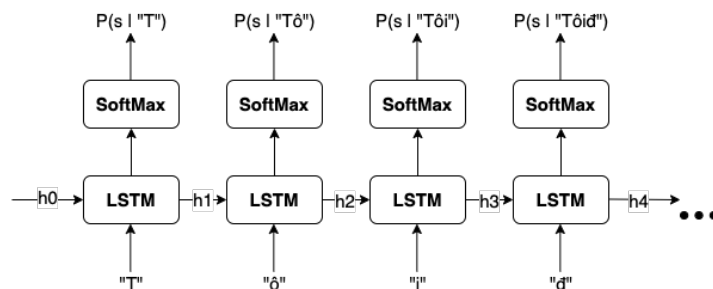 P(s | "T") P(s | "Tô") P(s | "Tôi") P(s | "Tôiđ")
SoftMax SoftMax SoftMax SoftMax
h0 LSTM h1 LSTM h2 LSTM h3 LSTM h4
"T" "ô" "i" "đ"